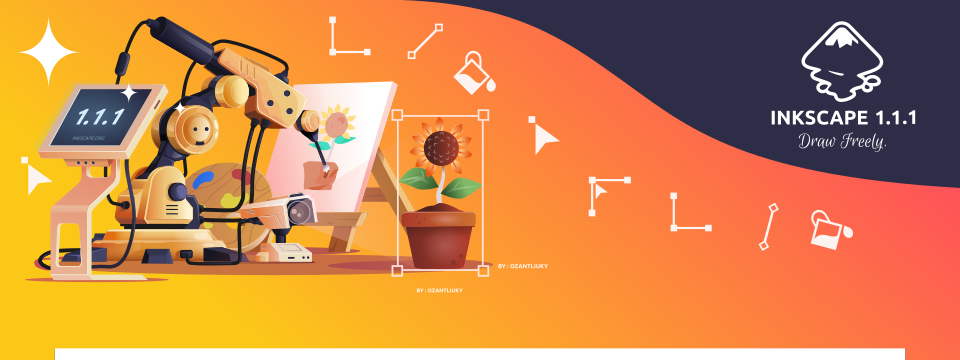 1.1.1
INKSCAPE.ORG
INKSCAPE 1.1.1
Draw Freely.
BY : OZANTLIUKY
BY : OZANTLIUKY